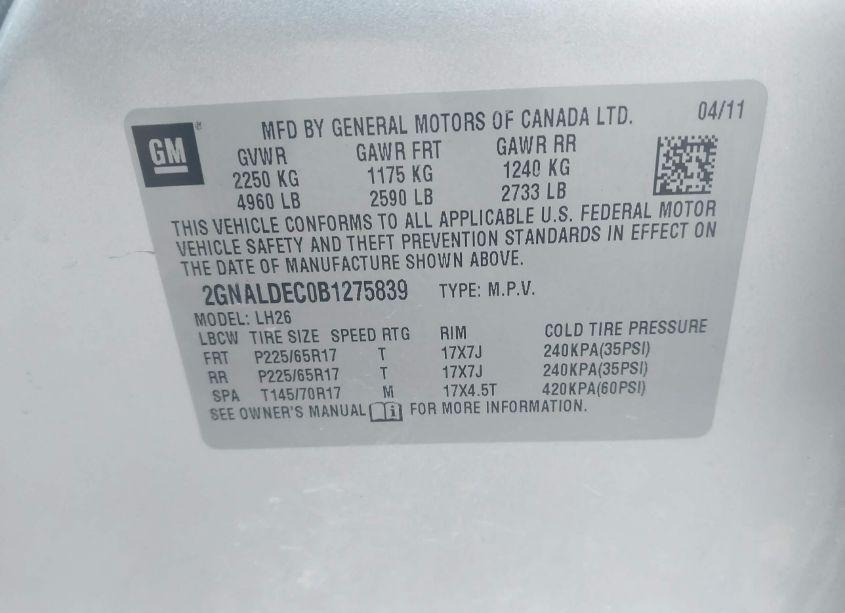 GM
MFD BY GENERAL MOTORS OF CANADA LTD. 04/11
GVWR GAWR FRT GAWR RR
2250 KG 1175 KG 1240 KG
4960 LB 2590 LB 2733 LB
THIS VEHICLE CONFORMS TO ALL APPLICABLE U.S. FEDERAL MOTOR
VEHICLE SAFETY AND THEFT PREVENTION STANDARDS IN EFFECT ON
THE DATE OF MANUFACTURE SHOWN ABOVE.
2GNALDEC0B1275839 TYPE: M.P.V.
MODEL: LH26
LBCW TIRE SIZE SPEED RTG RIM COLD TIRE PRESSURE
FRT P225/65R17 T 17X7J 240KPA(35PSI)
RR P225/65R17 T 17X7J 240KPA(35PSI)
SPA T145/70R17 M 17X4.5T 420KPA(60PSI)
SEE OWNER'S MANUAL i FOR MORE INFORMATION.